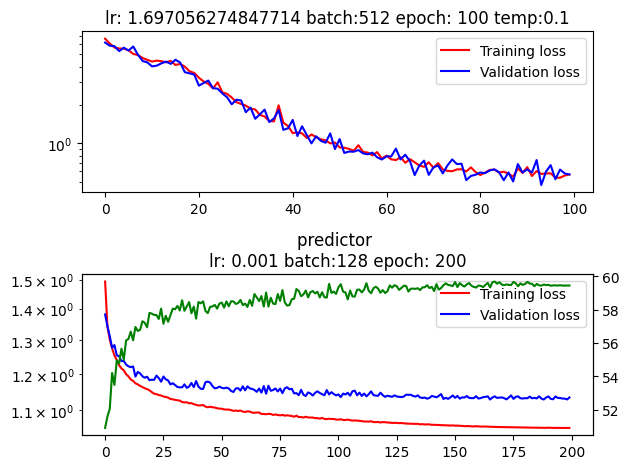 lr: 1.697056274847714 batch:512 epoch: 100 temp:0.1
Training loss
Validation loss
10⁰
0 20 40 60 80 100
predictor
lr: 0.001 batch:128 epoch: 200
1.5 × 10⁰
1.4 × 10⁰
1.3 × 10⁰
1.2 × 10⁰
1.1 × 10⁰
Training loss
Validation loss
60
58
56
54
52
0 25 50 75 100 125 150 175 200